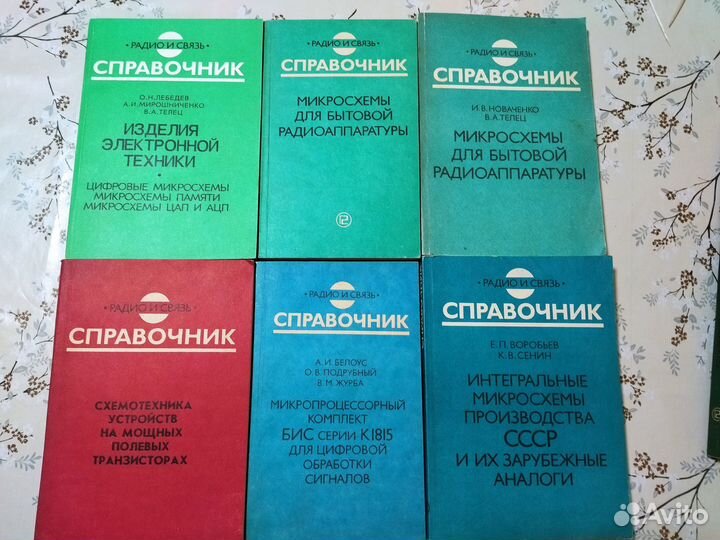 РАДИО И СВЯЗЬ
СПРАВОЧНИК
О.Н.ЛЕБЕДЕВ
А.И.МИРОШНИЧЕНКО
В.А.ТЕЛЕЦ
ИЗДЕЛИЯ
ЭЛЕКТРОННОЙ
ТЕХНИКИ
•
ЦИФРОВЫЕ МИКРОСХЕМЫ
МИКРОСХЕМЫ ПАМЯТИ
МИКРОСХЕМЫ ЦАП И АЦП
• РАДИО И СВЯЗЬ •
СПРАВОЧНИК
МИКРОСХЕМЫ
ДЛЯ БЫТОВОЙ
РАДИОАППАРАТУРЫ
• РАДИО И СВЯЗЬ •
СПРАВОЧНИК
И.В.НОВАЧЕНКО
В.А.ТЕЛЕЦ
МИКРОСХЕМЫ
ДЛЯ БЫТОВОЙ
РАДИОАППАРАТУРЫ
• РАДИО И СВЯЗЬ •
СПРАВОЧНИК
СХЕМОТЕХНИКА
УСТРОЙСТВ
НА МОЩНЫХ
ПОЛЕВЫХ
ТРАНЗИСТОРАХ
• РАДИО И СВЯЗЬ •
СПРАВОЧНИК
А.И.БЕЛОУС
О.В.ПОДРУБНЫЙ
В.М.ЖУРБА
МИКРОПРОЦЕССОРНЫЙ
КОМПЛЕКТ
БИС СЕРИИ К1815
ДЛЯ ЦИФРОВОЙ
ОБРАБОТКИ
СИГНАЛОВ
• РАДИО И СВЯЗЬ •
СПРАВОЧНИК
Е.П.ВОРОБЬЕВ
К.В.СЕНИН
ИНТЕГРАЛЬНЫЕ
МИКРОСХЕМЫ
ПРОИЗВОДСТВА
СССР
И ИХ ЗАРУБЕЖНЫЕ
АНАЛОГИ
Avito